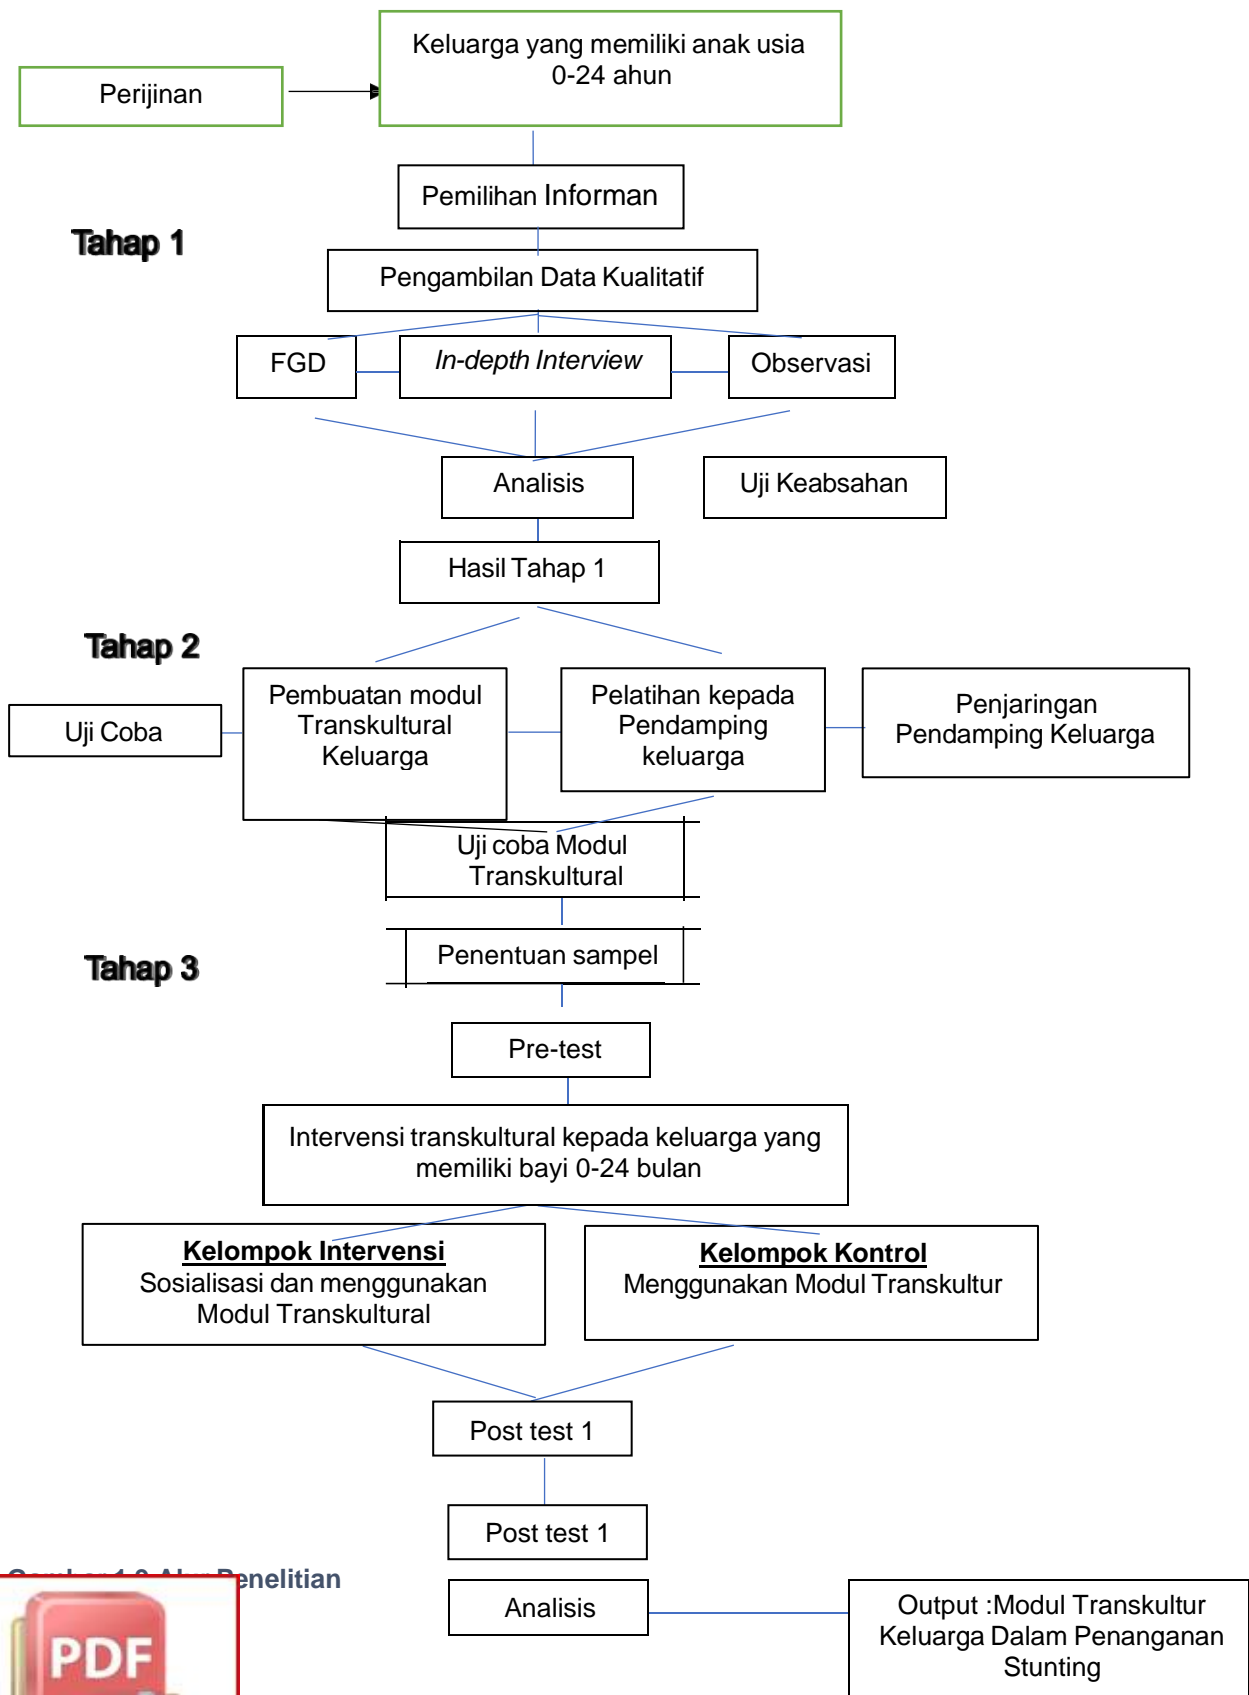 Keluarga yang memiliki anak usia
0-24 ahun
Perijinan
Pemilihan Informan
Tahap 1
Pengambilan Data Kualitatif
FGD
In-depth Interview
Observasi
Analisis
Uji Keabsahan
Hasil Tahap 1
Tahap 2
Uji Coba
Pembuatan modul
Transkultural
Keluarga
Pelatihan kepada
Pendamping
keluarga
Penjaringan
Pendamping Keluarga
Uji coba Modul
Transkultural
Tahap 3
Penentuan sampel
Pre-test
Intervensi transkultural kepada keluarga yang
memiliki bayi 0-24 bulan
Kelompok Intervensi
Sosialisasi dan menggunakan
Modul Transkultural
Kelompok Kontrol
Menggunakan Modul Transkultur
Post test 1
Post test 1
Penelitian
Analisis
Output :Modul Transkultur
Keluarga Dalam Penanganan
Stunting
PDF